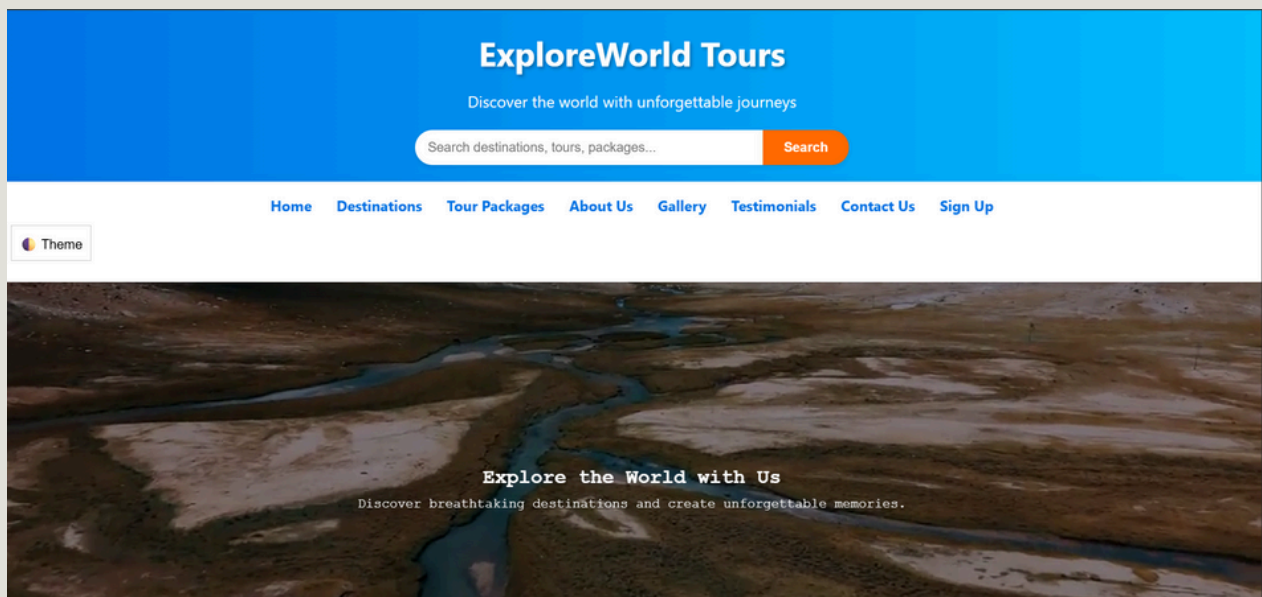 ExploreWorld Tours
Discover the world with unforgettable journeys
Search destinations, tours, packages... Search
Home Destinations Tour Packages About Us Gallery Testimonials Contact Us Sign Up
Theme
Explore the World with Us
Discover breathtaking destinations and create unforgettable memories.